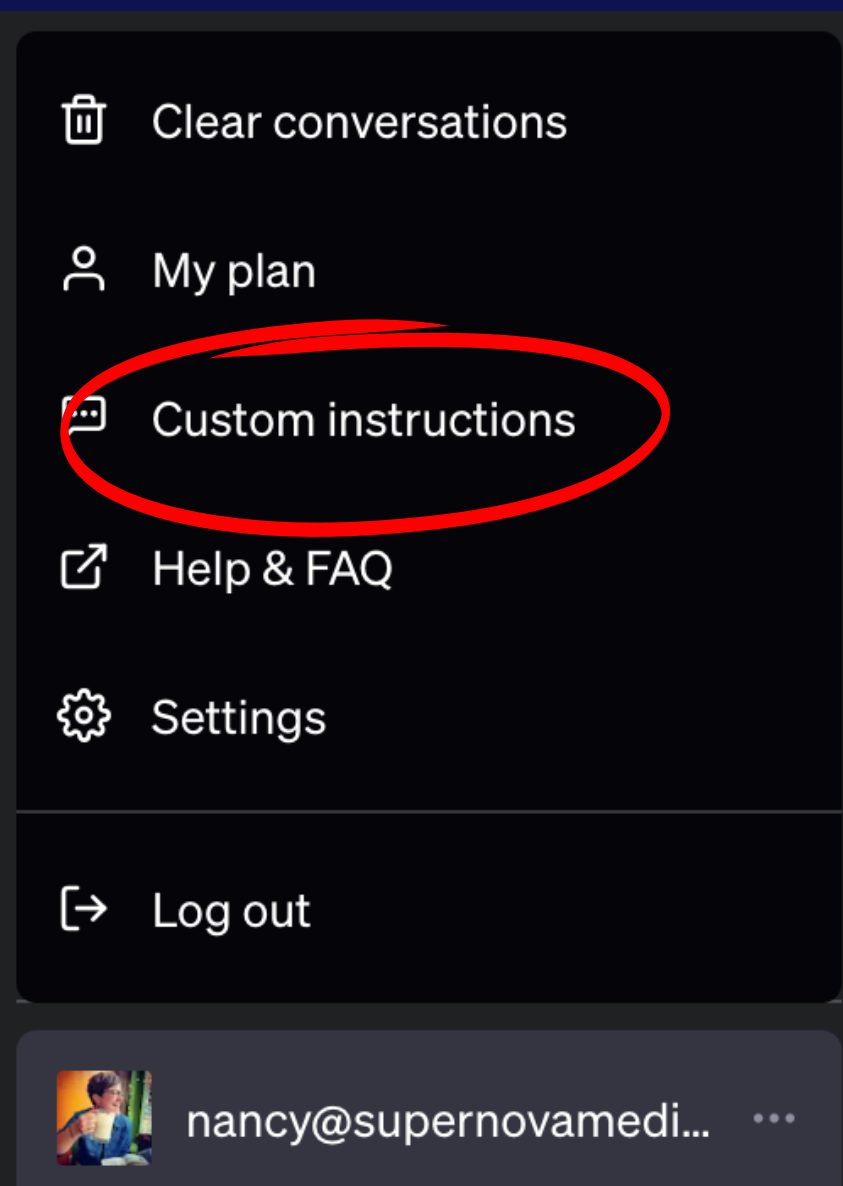 Clear conversations
My plan
Custom instructions
Help & FAQ
Settings
Log out
nancy@supernovamedi...